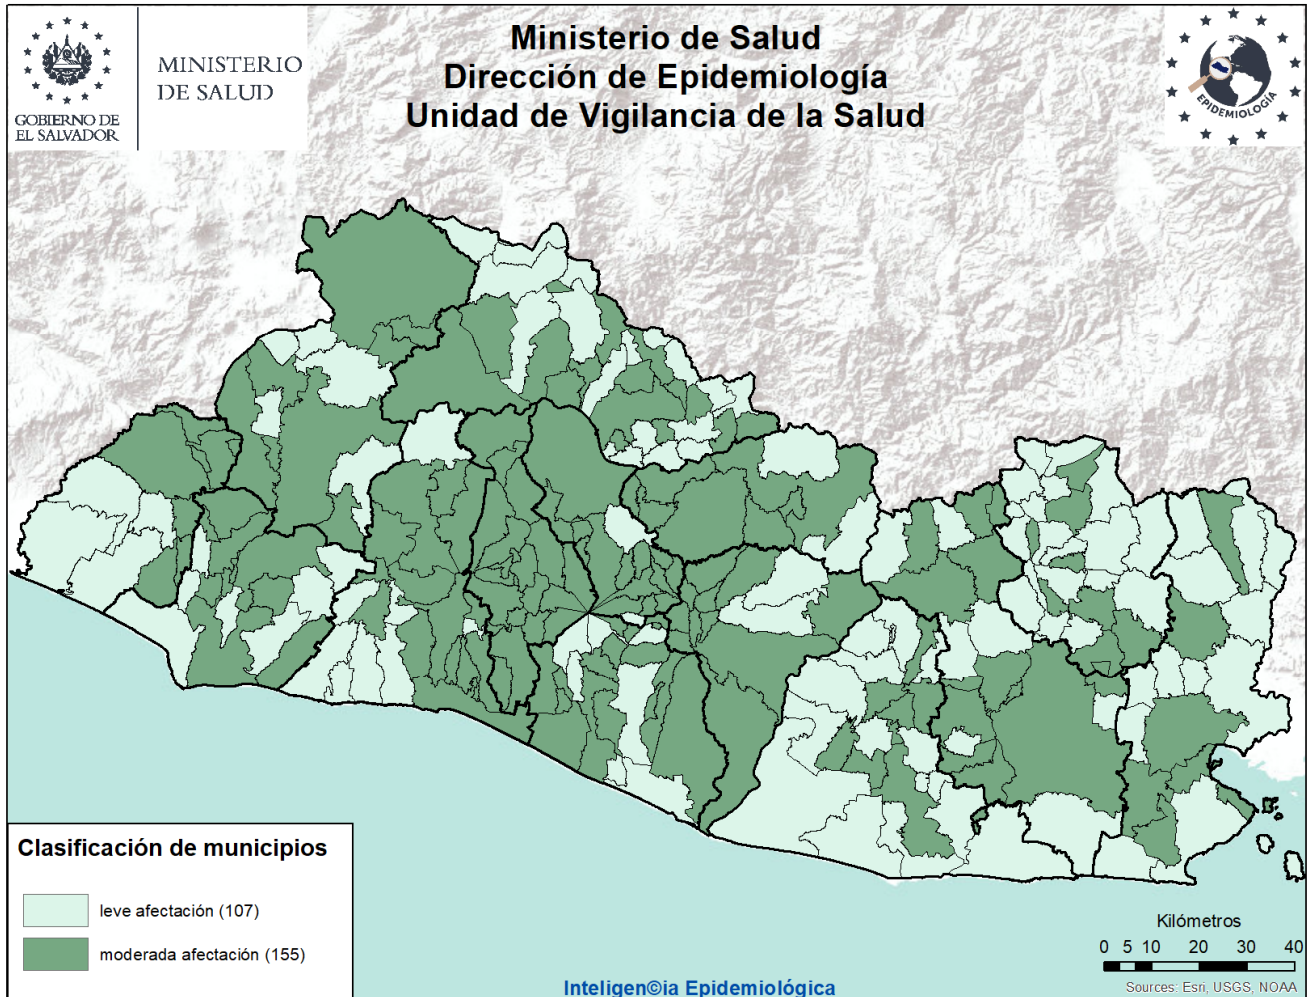 MINISTERIO
DE SALUD
GOBIERNO DE
EL SALVADOR
Ministerio de Salud
Dirección de Epidemiología
Unidad de Vigilancia de la Salud
EPIDEMIOLOGÍA
Clasificación de municipios
leve afectación (107)
moderada afectación (155)
Inteligen©ia Epidemiológica
Kilómetros
0 5 10 20 30 40
Sources: Esri, USGS, NOAA